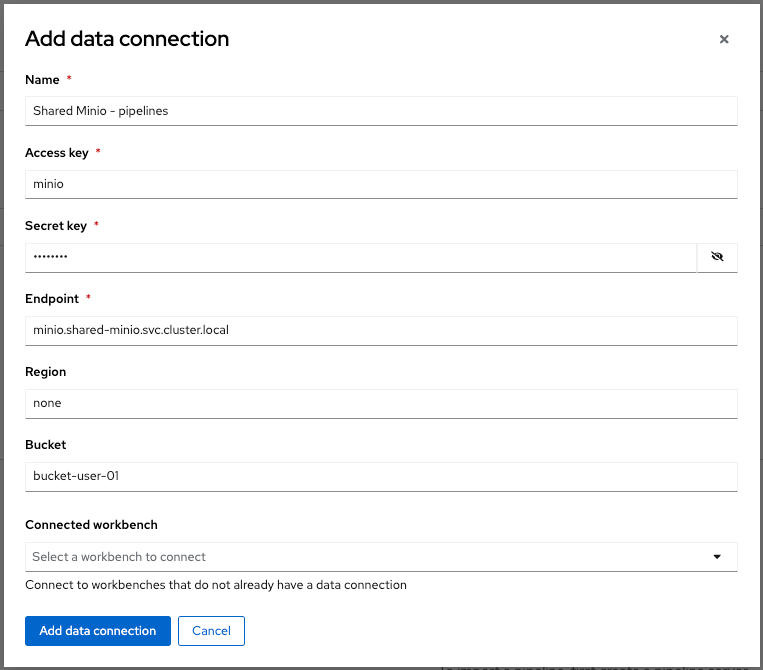 Add data connection
Name *
Shared Minio - pipelines
Access key *
minio
Secret key *
••••••••
Endpoint *
minio.shared-minio.svc.cluster.local
Region
none
Bucket
bucket-user-01
Connected workbench
Select a workbench to connect
Connect to workbenches that do not already have a data connection
Add data connection Cancel